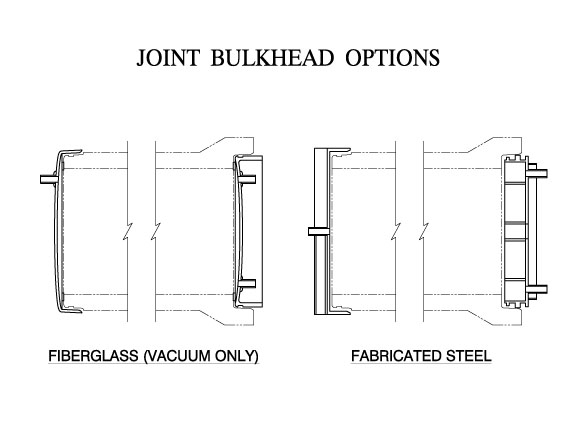 JOINT BULKHEAD OPTIONS
FIBERGLASS (VACUUM ONLY)
FABRICATED STEEL